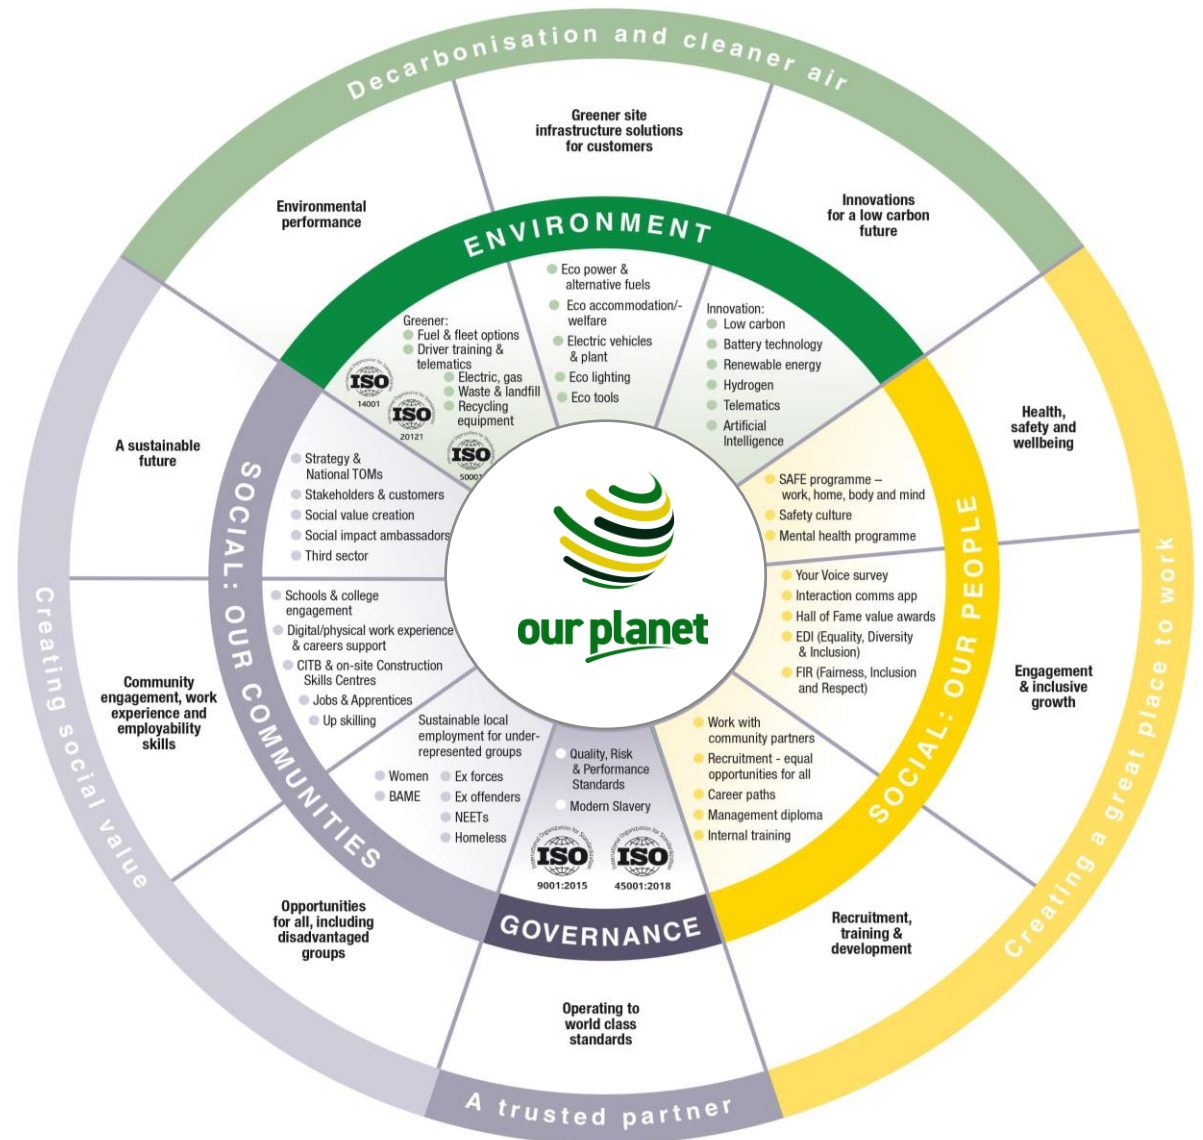 Decarbonisation and cleaner air
Greener site
infrastructure solutions
for customers
Environmental
performance
Innovations
for a low carbon
future
ENVIRONMENT
Greener:
Fuel & fleet options
Driver training &
telematics
Electric, gas
Waste & landfill
Recycling
equipment
ISO
14001
ISO
20121
ISO
50001
Eco power &
alternative fuels
Eco accommodation/-
welfare
Electric vehicles
& plant
Eco lighting
Eco tools
Innovation:
Low carbon
Battery technology
Renewable energy
Hydrogen
Telematics
Artificial
Intelligence
Creating a great place to work
SOCIAL: OUR PEOPLE
Health,
safety and
wellbeing
SAFE programme –
work, home, body and mind
Safety culture
Mental health programme
Engagement
& inclusive
growth
Your Voice survey
Interaction comms app
Hall of Fame value awards
EDI (Equality, Diversity
& Inclusion)
FIR (Fairness, Inclusion
and Respect)
Recruitment,
training &
development
Work with
community partners
Recruitment - equal
opportunities for all
Career paths
Management diploma
Internal training
A trusted partner
GOVERNANCE
Operating to
world class
standards
Quality, Risk
& Performance
Standards
Modern Slavery
International Organization for Standardization
ISO
9001:2015
International Organization for Standardization
ISO
45001:2018
Creating social value
SOCIAL: OUR COMMUNITIES
Opportunities
for all, including
disadvantaged
groups
Sustainable local
employment for under-
represented groups
Women
BAME
Ex forces
Ex offenders
NEETs
Homeless
Community
engagement, work
experience and
employability
skills
Schools & college
engagement
Digital/physical work experience
& careers support
CITB & on-site Construction
Skills Centres
Jobs & Apprentices
Up skilling
A sustainable
future
Strategy &
National TOMs
Stakeholders & customers
Social value creation
Social impact ambassadors
Third sector
our planet